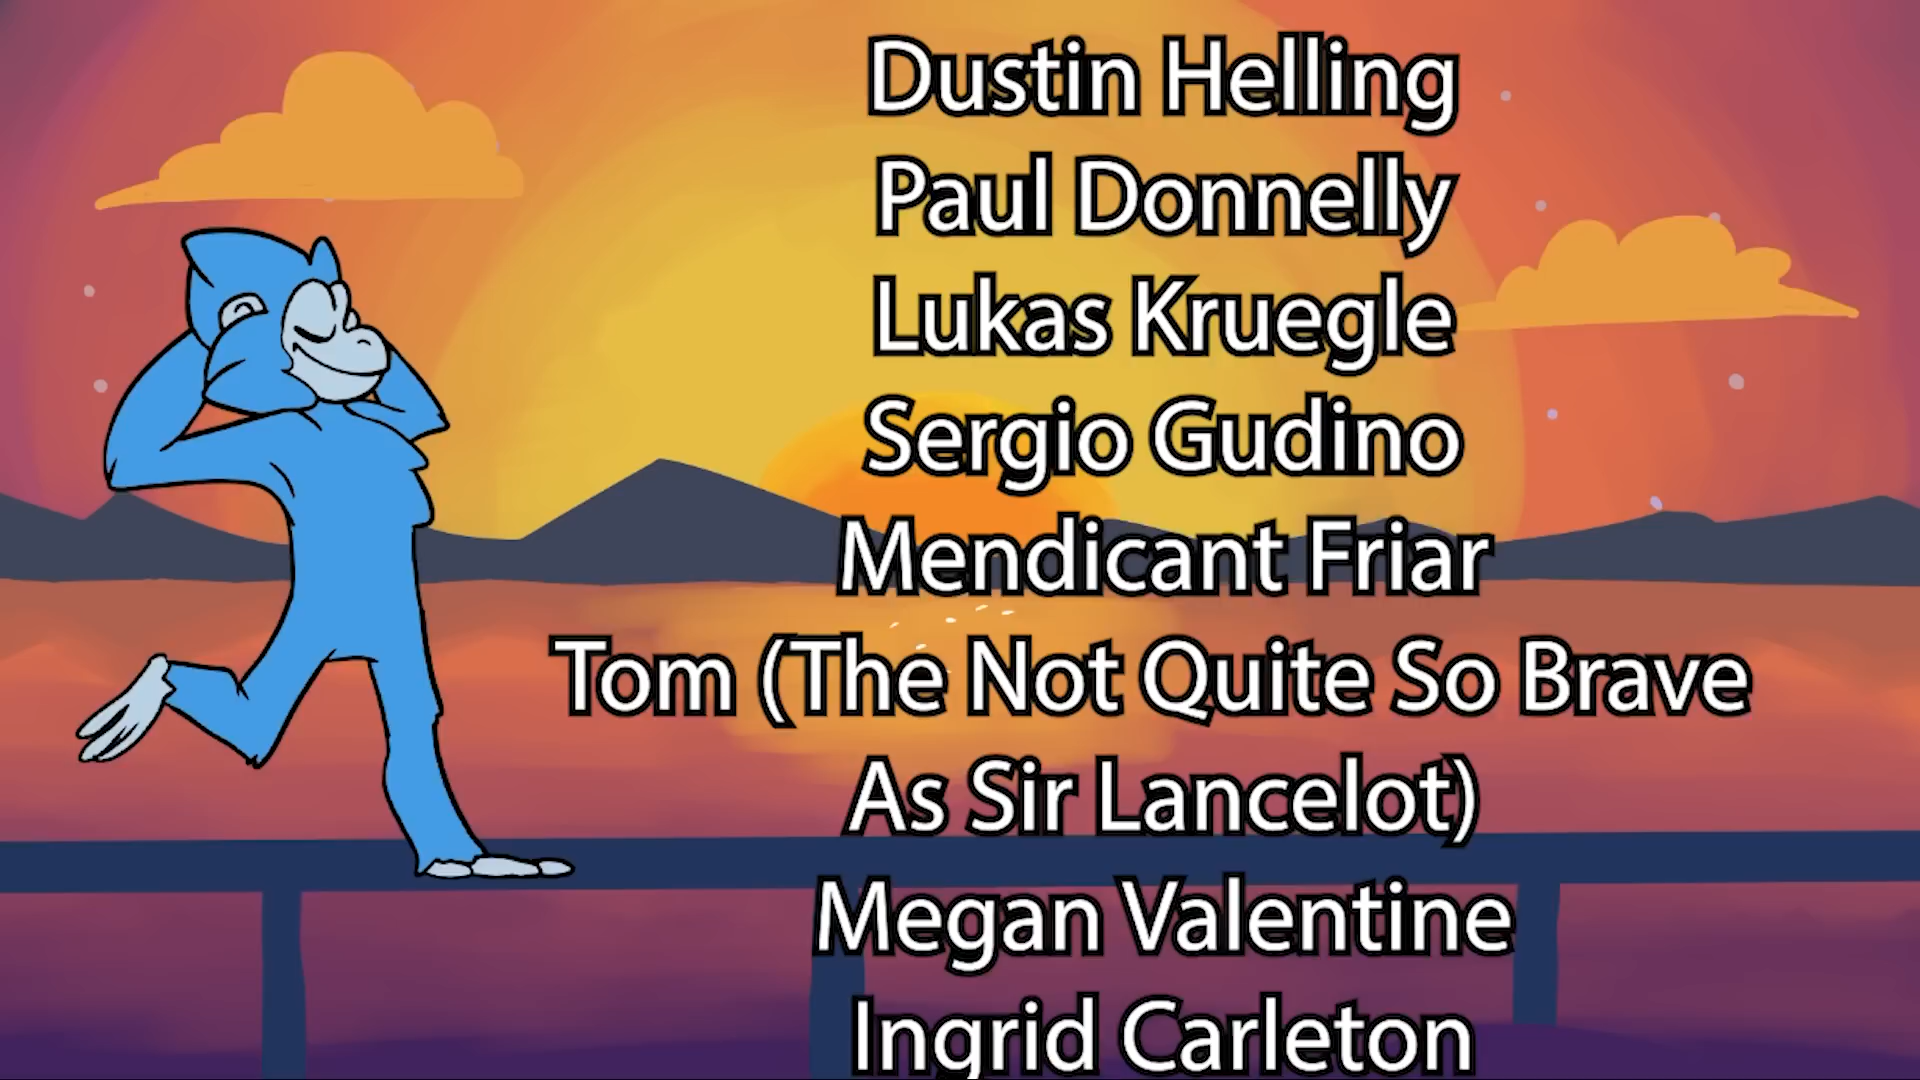 Dustin Helling
Paul Donnelly
Lukas Kruegle
Sergio Gudino
Mendicant Friar
Tom (The Not Quite So Brave
As Sir Lancelot)
Megan Valentine
Ingrid Carleton